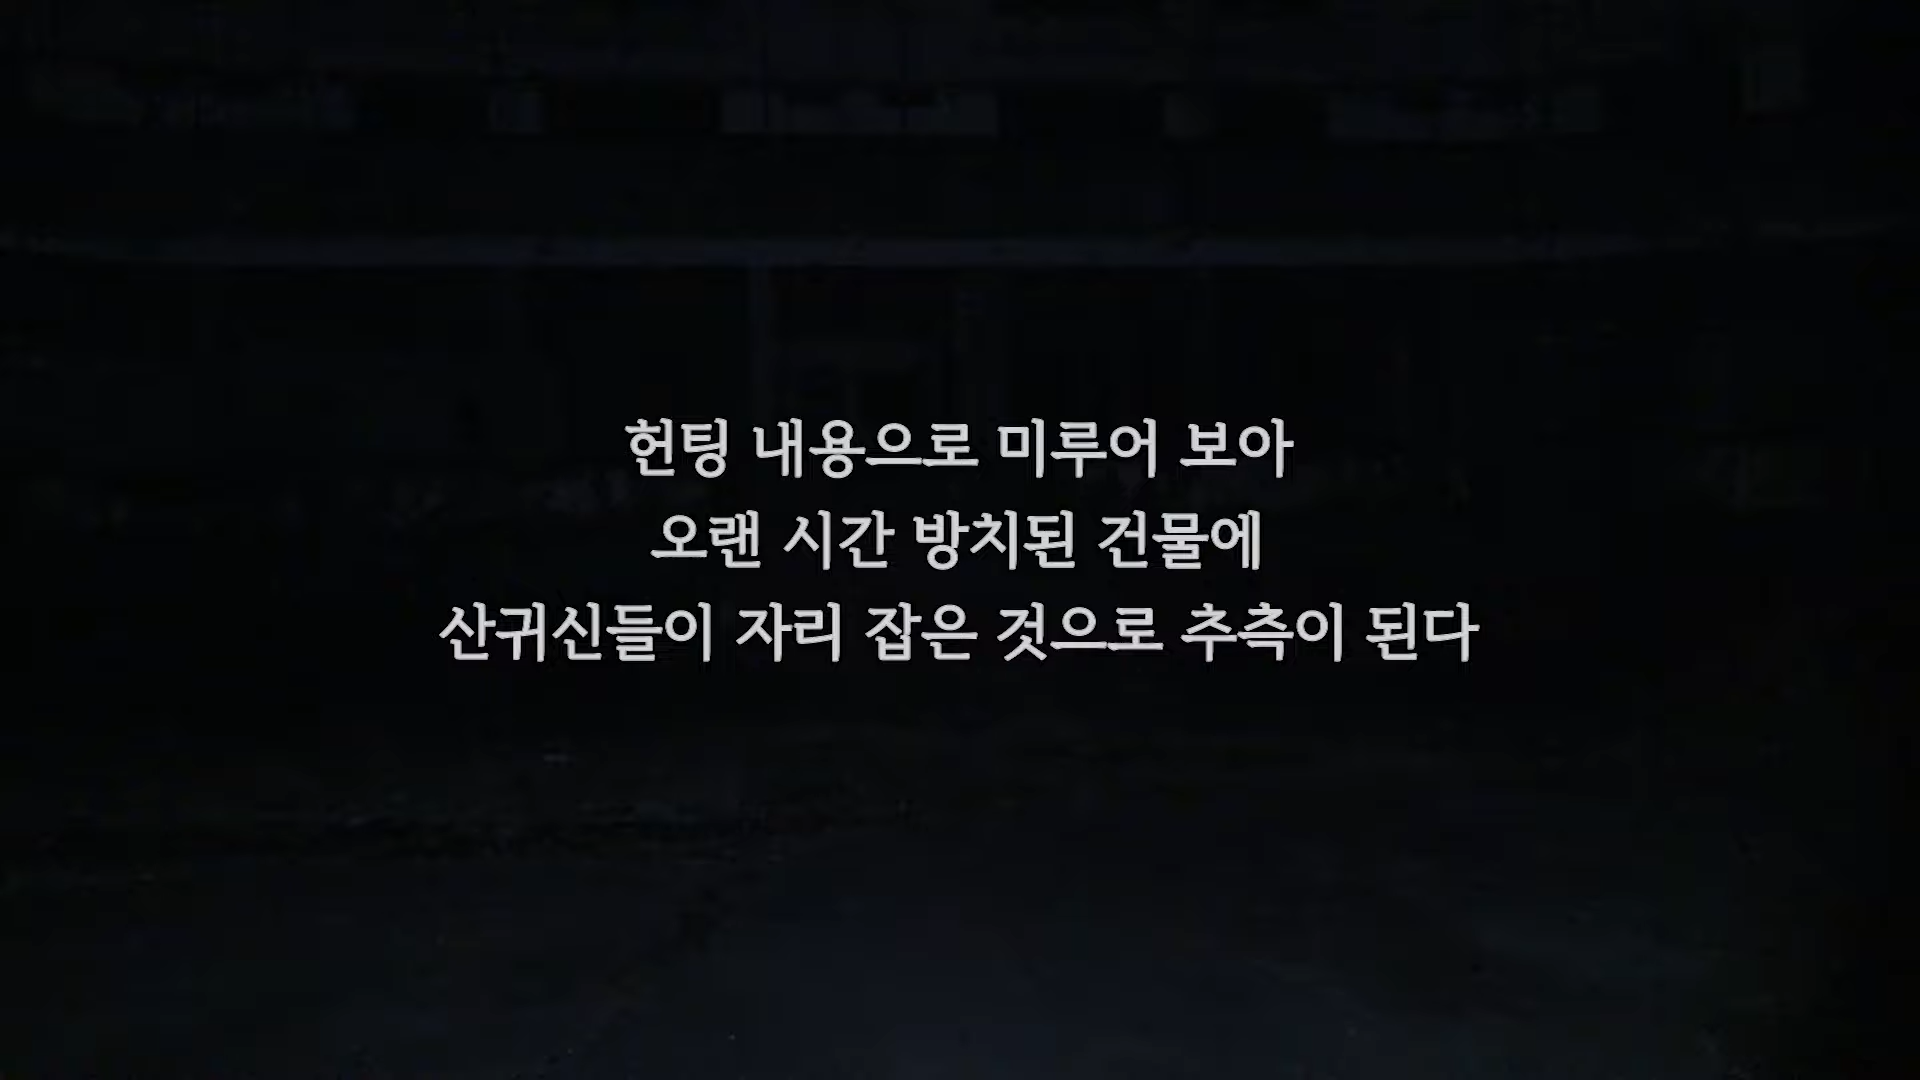 헌팅 내용으로 미루어 보아
오랜 시간 방치된 건물에
산귀신들이 자리 잡은 것으로 추측이 된다